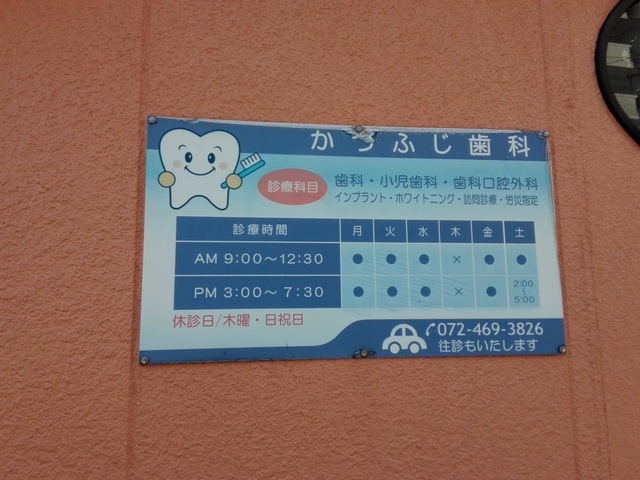 かつふじ歯科
診療科目
歯科・小児歯科・歯科口腔外科
インプラント・ホワイトニング・訪問診療・労災指定
診療時間 月 火 水 木 金 土
AM 9:00〜12:30 ● ● ● × ● ●
PM 3:00〜 7:30 ● ● ● × ● 2:00〜5:00
休診日/木曜・日祝日
072-469-3826
往診もいたします